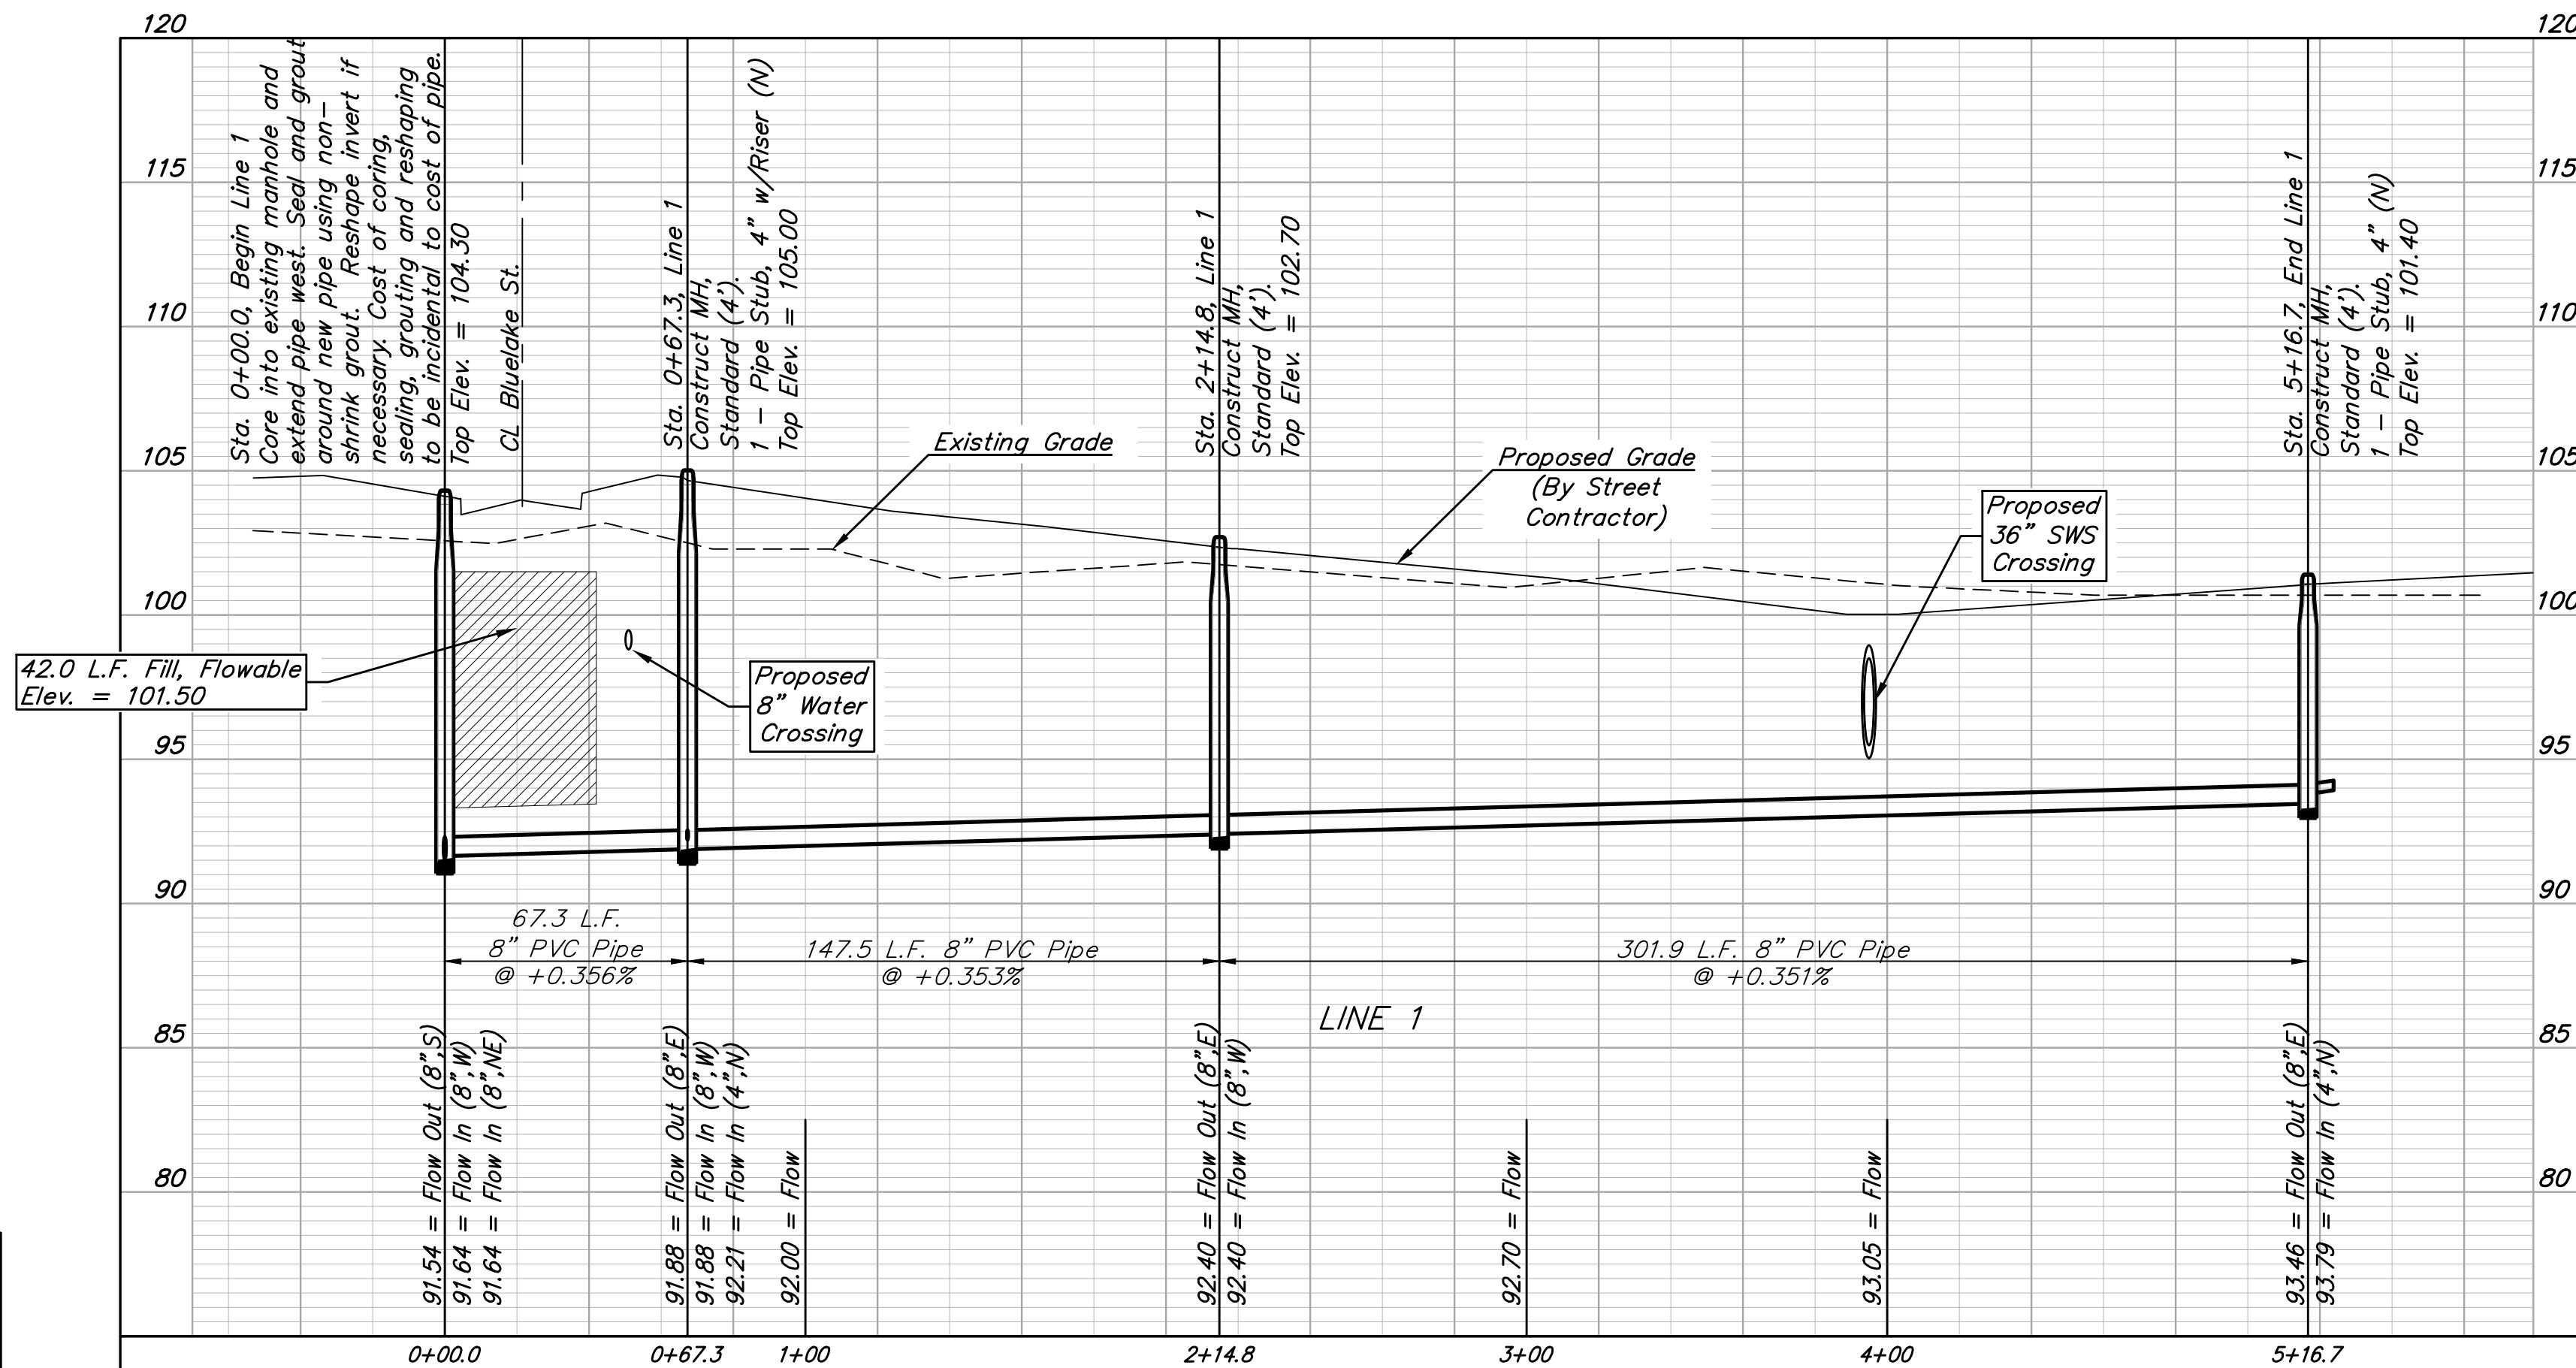 120
120
Sta. 0+00.0, Begin Line 1
Core into existing manhole and
extend pipe west. Seal and grout
around new pipe using non-
shrink grout. Reshape invert if
necessary. Cost of coring,
sealing, grouting and reshaping
to be incidental to cost of pipe.
Top Elev. = 104.30
CL Bluelake St.
Sta. 0+67.3, Line 1
Construct MH,
Standard (4').
1 - Pipe Stub, 4" w/Riser (N)
Top Elev. = 105.00
Sta. 2+14.8, Line 1
Construct MH,
Standard (4').
Top Elev. = 102.70
Sta. 5+16.7, End Line 1
Construct MH,
Standard (4').
1 - Pipe Stub, 4" (N)
Top Elev. = 101.40
115
115
110
110
105
105
Existing Grade
Proposed Grade
(By Street
Contractor)
Proposed
36" SWS
Crossing
100
100
42.0 L.F. Fill, Flowable
Elev. = 101.50
Proposed
8" Water
Crossing
95
95
90
90
67.3 L.F.
8" PVC Pipe
@ +0.356%
147.5 L.F. 8" PVC Pipe
@ +0.353%
301.9 L.F. 8" PVC Pipe
@ +0.351%
LINE 1
85
85
80
80
91.54 = Flow Out (8",S)
91.64 = Flow In (8",W)
91.64 = Flow In (8",NE)
91.88 = Flow Out (8",E)
91.88 = Flow In (8",W)
92.21 = Flow In (4",N)
92.00 = Flow
92.40 = Flow Out (8",E)
92.40 = Flow In (8",W)
92.70 = Flow
93.05 = Flow
93.46 = Flow Out (8",E)
93.79 = Flow In (4",N)
0+00.0
0+67.3
1+00
2+14.8
3+00
4+00
5+16.7